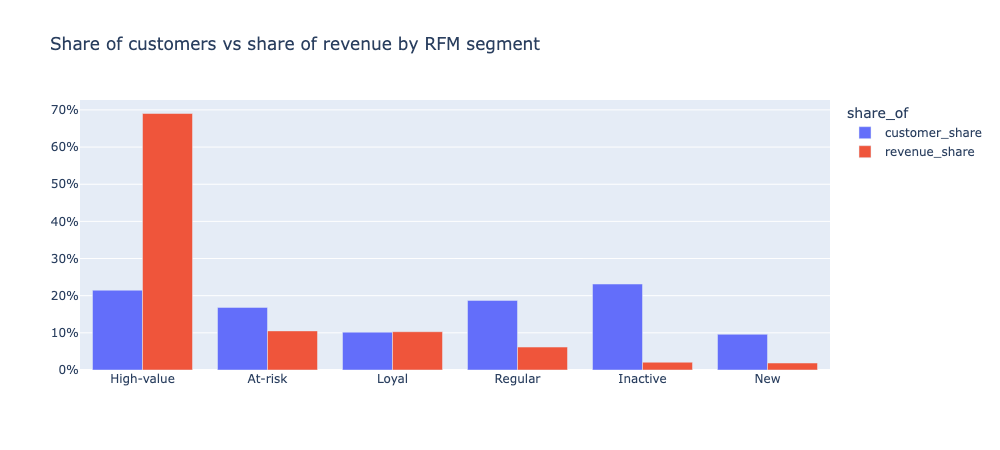 Share of customers vs share of revenue by RFM segment
share_of
customer_share
revenue_share
70%
60%
50%
40%
30%
20%
10%
0%
High-value
At-risk
Loyal
Regular
Inactive
New